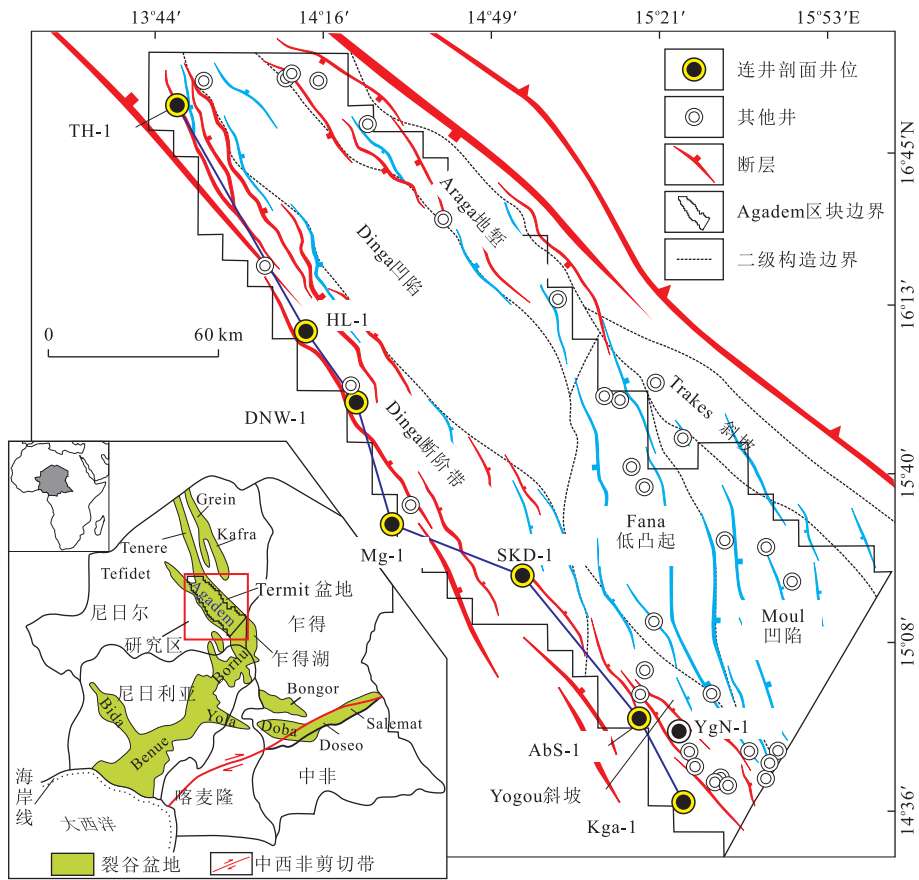 13°44′
14°16′
14°49′
15°21′
15°53′E
16°45′N
16°13′
15°40′
15°08′
14°36′
连井剖面井位
其他井
断层
Agadem区块边界
二级构造边界
TH-1
Araga地堑
Dinga凹陷
HL-1
0
60 km
DNW-1
Trakes
斜坡
Dinga断阶带
Mg-1
SKD-1
Fana
低凸起
Moul
凹陷
YgN-1
AbS-1
Yogou斜坡
Kga-1
Grein
Kafra
Tenere
Tefidet
Termit 盆地
Agadem
尼日尔
乍得
研究区
乍得湖
Bornu
尼日利亚
Bongor
Bida
Yola
Doba
Salemat
Doseo
Benue
中非
喀麦隆
海岸线
大西洋
裂谷盆地
中西非剪切带